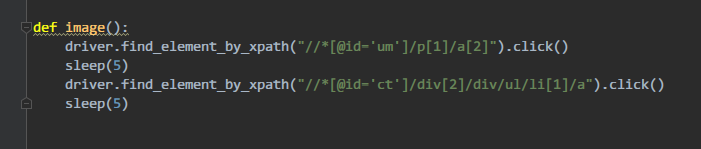 def image():
    driver.find_element_by_xpath("//*[@id='um']/p[1]/a[2]").click()
    sleep(5)
    driver.find_element_by_xpath("//*[@id='ct']/div[2]/div/ul/li[1]/a").click()
    sleep(5)